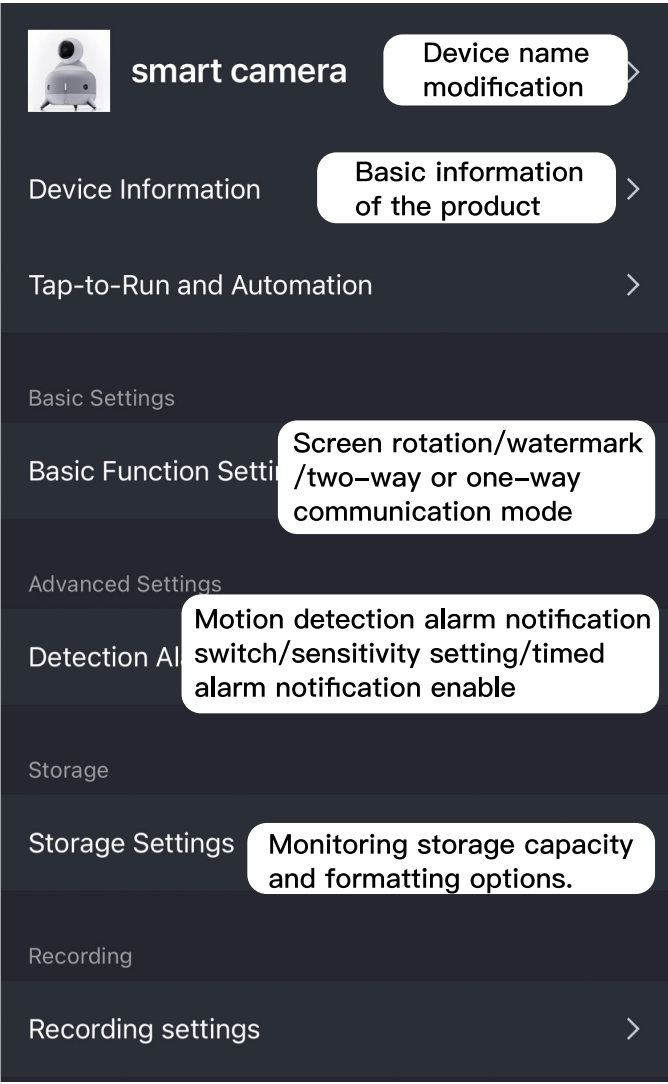 smart camera
Device name
modification
Device Information
Basic information
of the product
Tap-to-Run and Automation
Basic Settings
Basic Function
Screen rotation/watermark
/two-way or one-way
communication mode
Advanced Settings
Detection
Motion detection alarm notification
switch/sensitivity setting/timed
alarm notification enable
Storage
Storage Settings
Monitoring storage capacity
and formatting options.
Recording
Recording settings